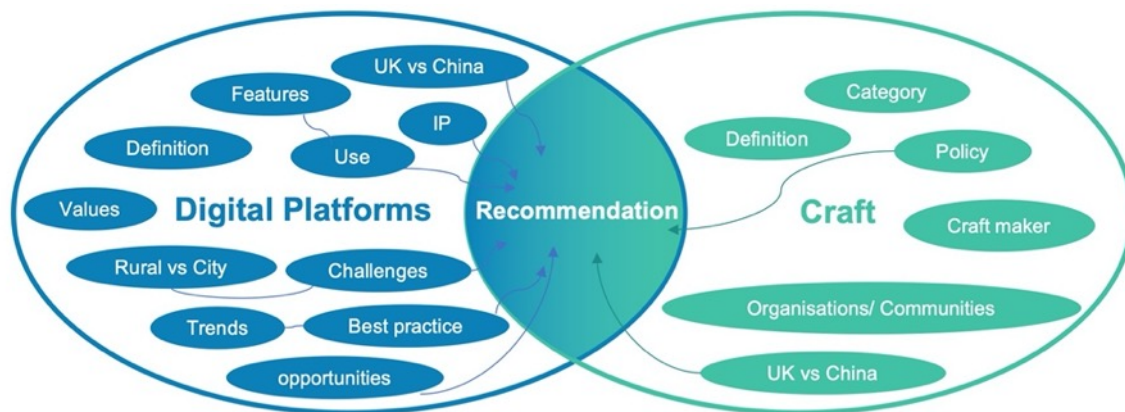 UK vs China
Features
IP
Definition
Use
Values
Digital Platforms
Rural vs City
Challenges
Trends
Best practice
opportunities
Recommendation
Category
Definition
Policy
Craft
Craft maker
Organisations/ Communities
UK vs China